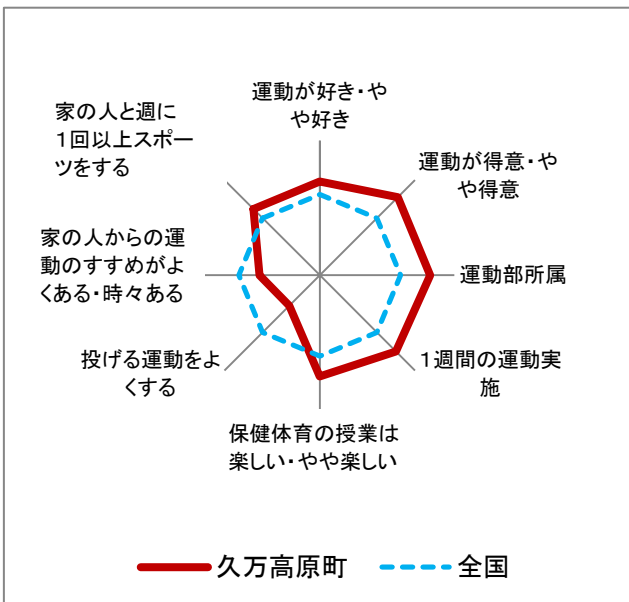 運動が好き・や
や好き
運動が得意・や
や得意
運動部所属
１週間の運動実
施
保健体育の授業は
楽しい・やや楽しい
投げる運動をよ
くする
家の人からの運
動のすすめがよ
くある・時々ある
家の人と週に
１回以上スポー
ツをする
久万高原町
全国